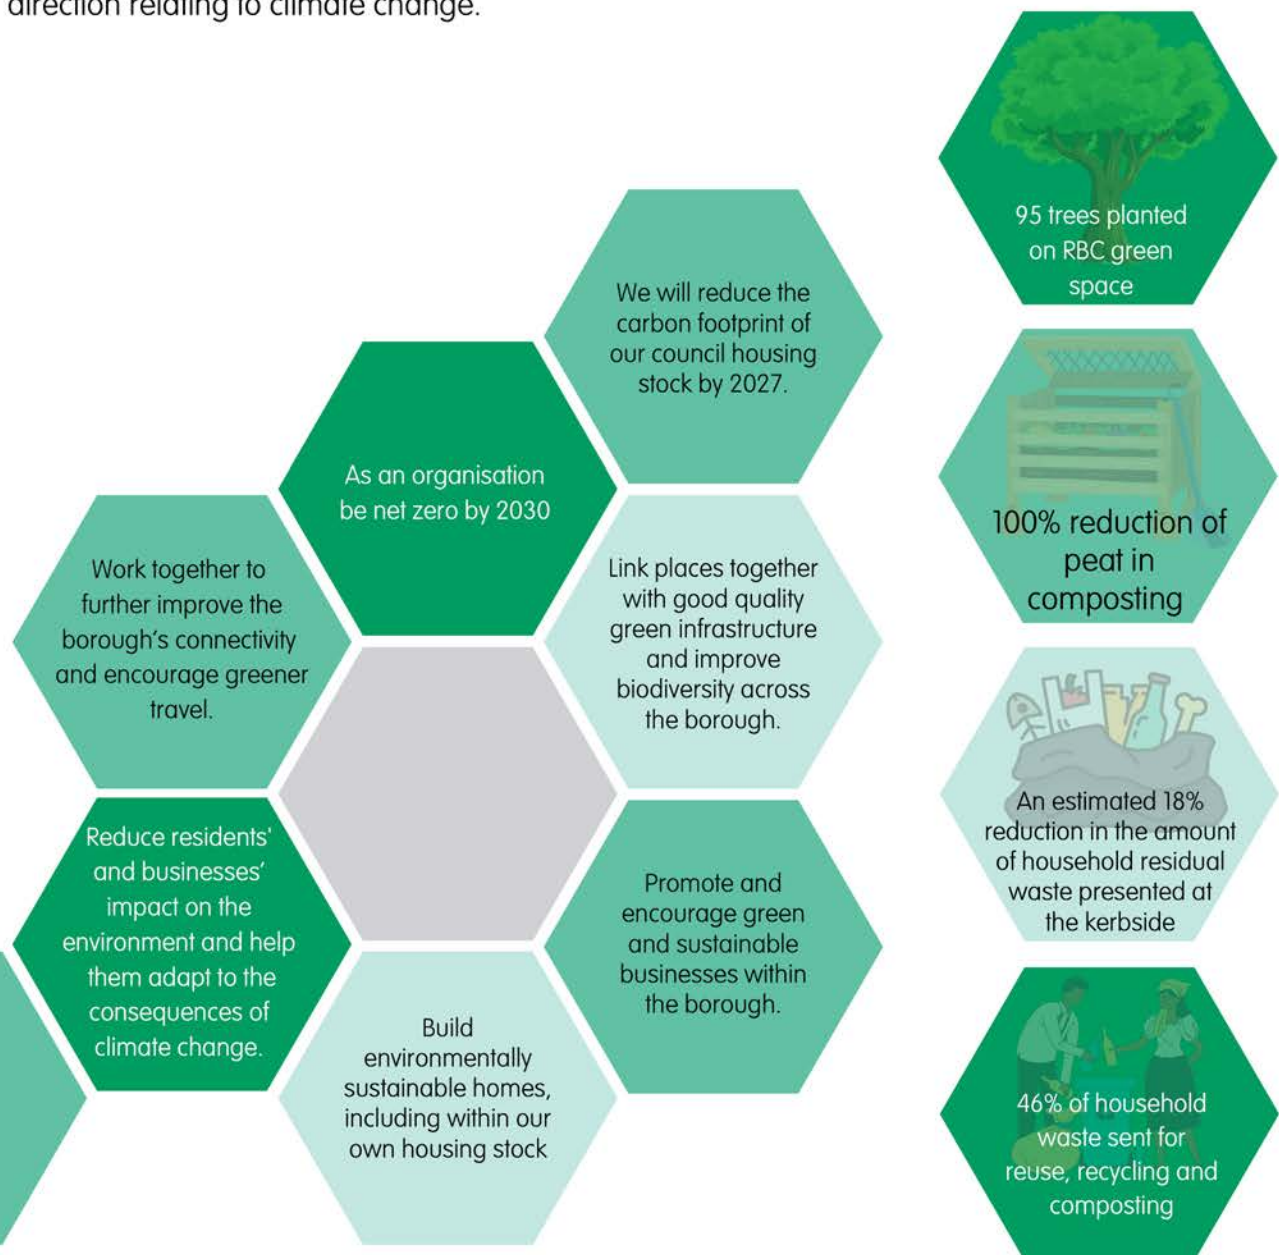 direction relating to climate change.
We will reduce the
carbon footprint of
our council housing
stock by 2027.
As an organisation
be net zero by 2030
Work together to
further improve the
borough's connectivity
and encourage greener
travel.
Link places together
with good quality
green infrastructure
and improve
biodiversity across
the borough.
Reduce residents'
and businesses’
impact on the
environment and help
them adapt to the
consequences of
climate change.
Promote and
encourage green
and sustainable
businesses within
the borough.
Build
environmentally
sustainable homes,
including within our
own housing stock
95 trees planted
on RBC green
space
100% reduction of
peat in
composting
An estimated 18%
reduction in the amount
of household residual
waste presented at
the kerbside
46% of household
waste sent for
reuse, recycling and
composting